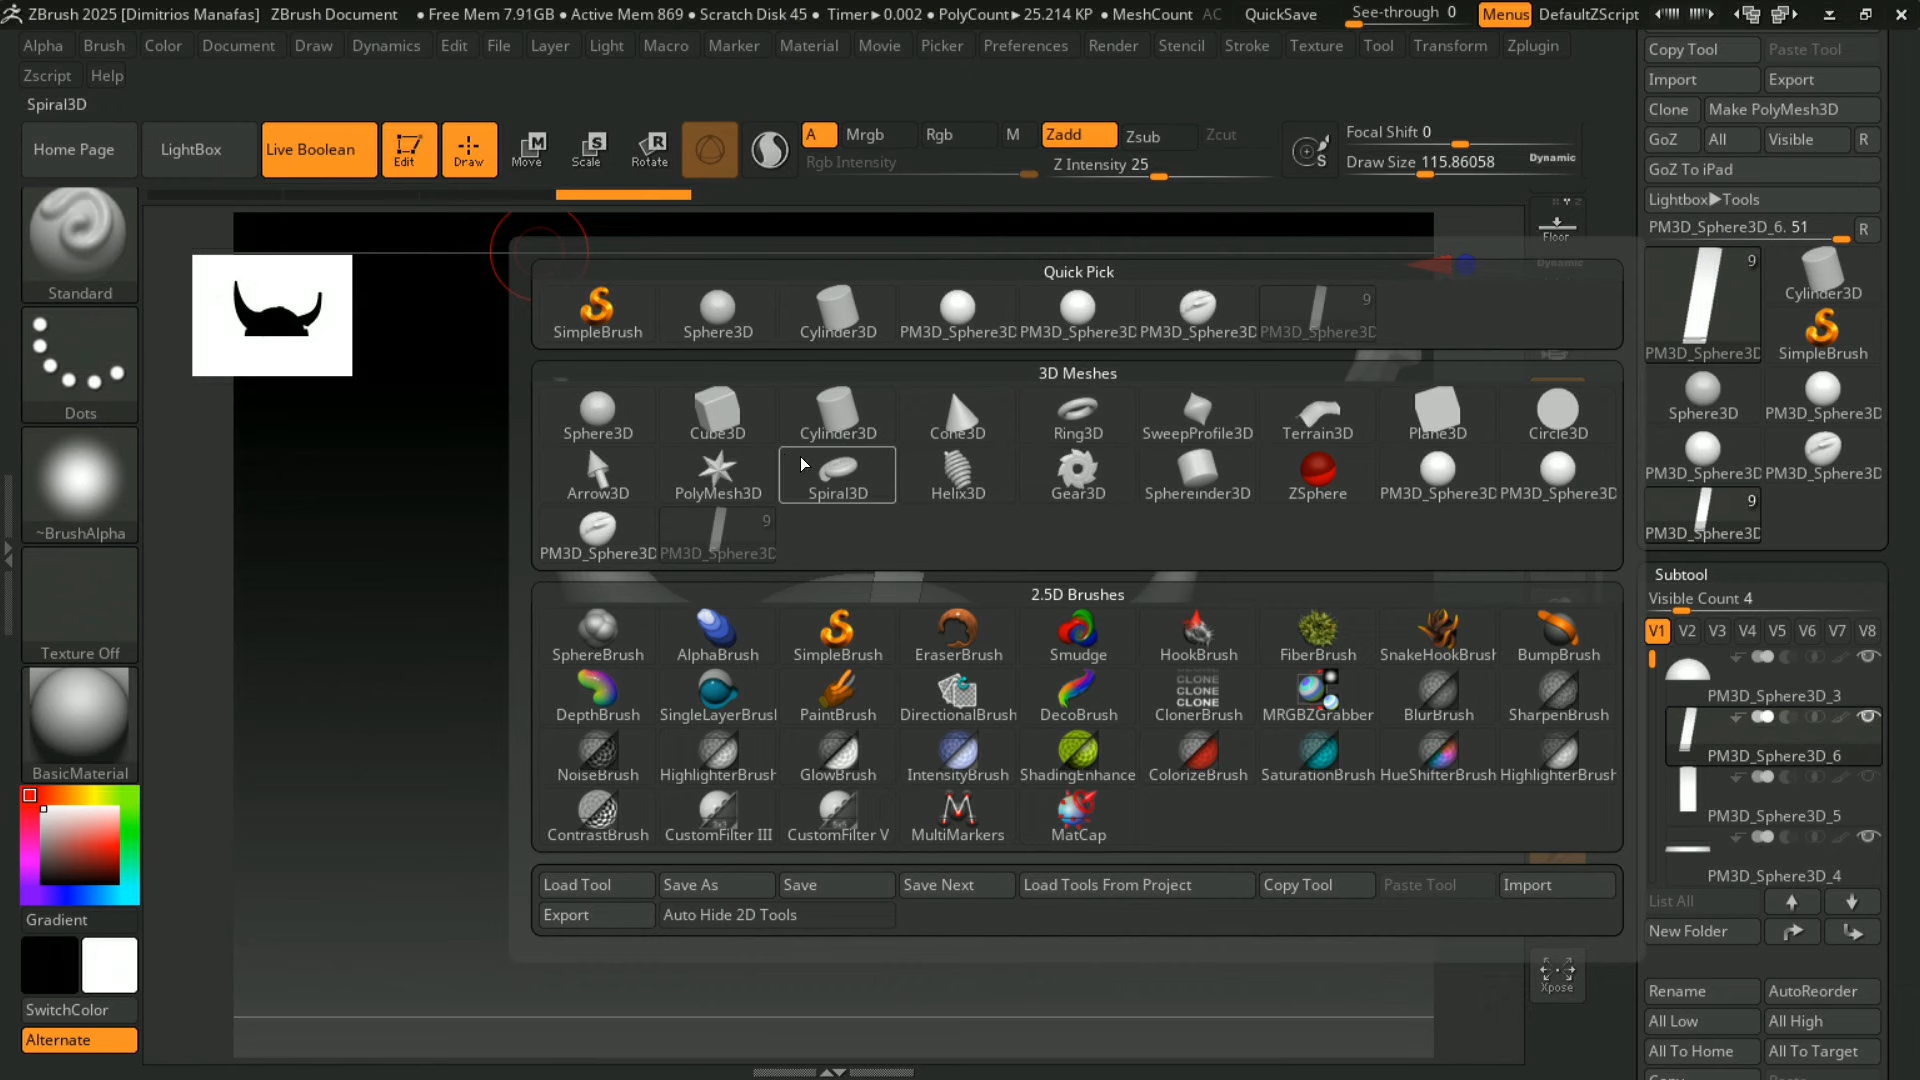 ZBrush 2025 [Dimitrios Manafas] ZBrush Document • Free Mem 7.91GB • Active Mem 869 • Scratch Disk 45 • Timer▶0.002 • PolyCount▶25.214 KP • MeshCount AC QuickSave See-through 0 Menus DefaultZScript
Alpha Brush Color Document Draw Dynamics Edit File Layer Light Macro Marker Material Movie Picker Preferences Render Stencil Stroke Texture Tool Transform Zplugin
Zscript Help
Spiral3D
Home Page LightBox Live Boolean Edit Draw Move Scale Rotate
A Mrgb Rgb M Zadd Zsub Zcut
Rgb Intensity Z Intensity 25
Focal Shift 0
Draw Size 115.86058 Dynamic
Standard
Dots
~BrushAlpha
Texture Off
BasicMaterial
Gradient
SwitchColor
Alternate
Quick Pick
SimpleBrush Sphere3D Cylinder3D PM3D_Sphere3D PM3D_Sphere3D PM3D_Sphere3D 9 PM3D_Sphere3D
3D Meshes
Sphere3D Cube3D Cylinder3D Cone3D Ring3D SweepProfile3D Terrain3D Plane3D Circle3D
Arrow3D PolyMesh3D Spiral3D Helix3D Gear3D Sphereinder3D ZSphere PM3D_Sphere3D PM3D_Sphere3D
PM3D_Sphere3D 9 PM3D_Sphere3D
2.5D Brushes
SphereBrush AlphaBrush SimpleBrush EraserBrush Smudge HookBrush FiberBrush SnakeHookBrush BumpBrush
DepthBrush SingleLayerBrush PaintBrush DirectionalBrush DecoBrush CLONE CLONE CLONE ClonerBrush MRGBZGrabber BlurBrush SharpenBrush
NoiseBrush HighlighterBrush GlowBrush IntensityBrush ShadingEnhance ColorizeBrush SaturationBrush HueShifterBrush HighlighterBrush
ContrastBrush CustomFilter III CustomFilter V MultiMarkers MatCap
Load Tool Save As Save Save Next Load Tools From Project Copy Tool Paste Tool Import
Export Auto Hide 2D Tools
Floor
Dynamic
Xpose
Copy Tool Paste Tool
Import Export
Clone Make PolyMesh3D
GoZ All Visible R
GoZ To iPad
Lightbox▶Tools
PM3D_Sphere3D_6. 51 R
9 PM3D_Sphere3D Cylinder3D
SimpleBrush
Sphere3D PM3D_Sphere3D
PM3D_Sphere3D PM3D_Sphere3D
9 PM3D_Sphere3D
Subtool
Visible Count 4
V1 V2 V3 V4 V5 V6 V7 V8
PM3D_Sphere3D_3
PM3D_Sphere3D_6
PM3D_Sphere3D_5
PM3D_Sphere3D_4
List All
New Folder
Rename AutoReorder
All Low All High
All To Home All To Target